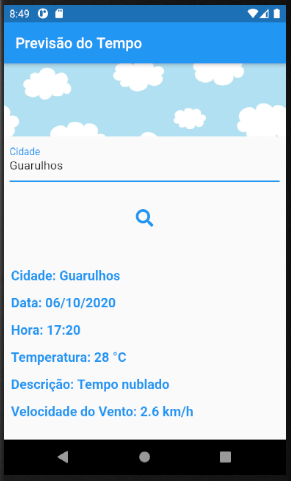 8:49
Previsão do Tempo
Cidade
Guarulhos
Cidade: Guarulhos
Data: 06/10/2020
Hora: 17:20
Temperatura: 28 °C
Descrição: Tempo nublado
Velocidade do Vento: 2.6 km/h